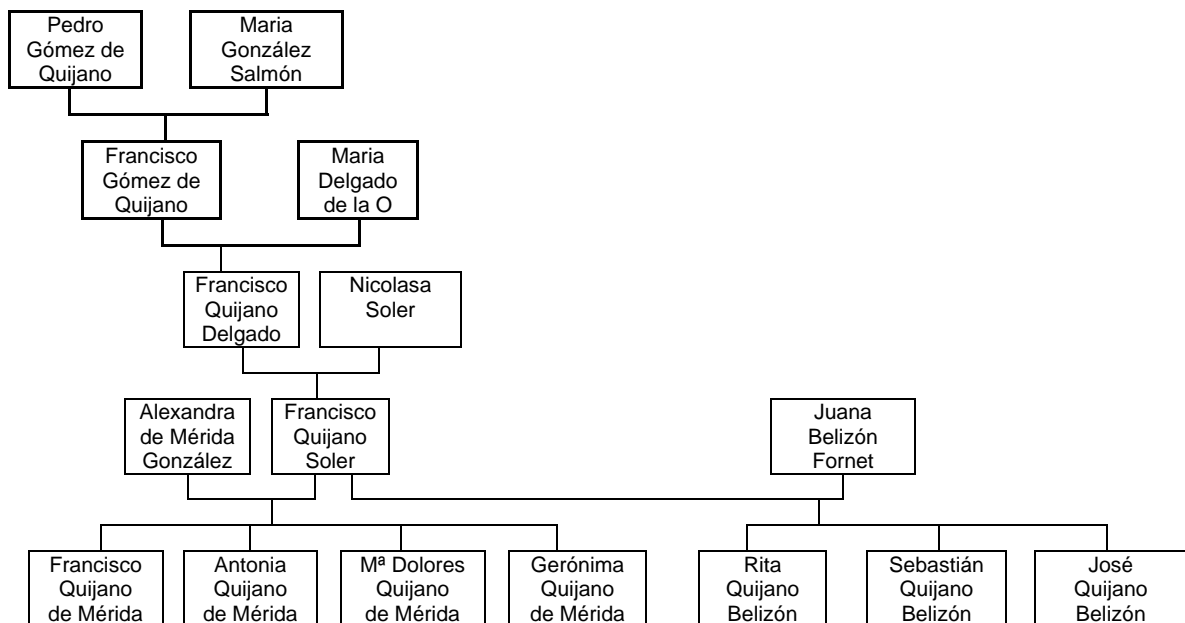 Pedro
Gómez de
Quijano
Maria
González
Salmón
Francisco
Gómez de
Quijano
Maria
Delgado
de la O
Francisco
Quijano
Delgado
Nicolasa
Soler
Alexandra
de Mérida
González
Francisco
Quijano
Soler
Juana
Belizón
Fornet
Francisco
Quijano
de Mérida
Antonia
Quijano
de Mérida
Mª Dolores
Quijano
de Mérida
Gerónima
Quijano
de Mérida
Rita
Quijano
Belizón
Sebastián
Quijano
Belizón
José
Quijano
Belizón